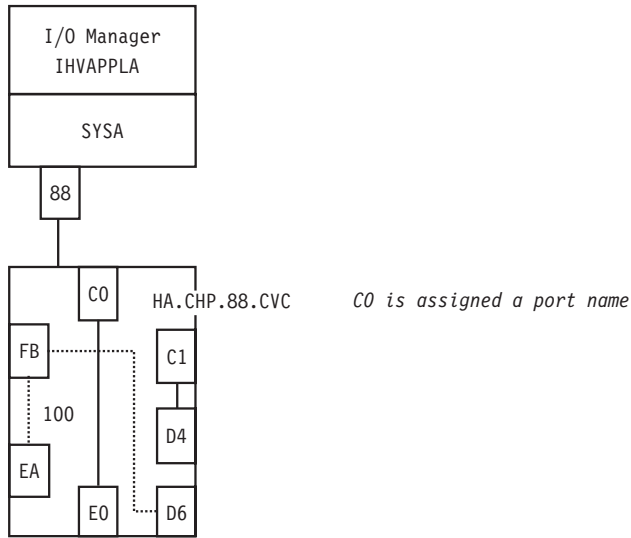 I/O Manager
IHVAPPLA
SYSA
88
C0
HA.CHP.88.CVC
C0 is assigned a port name
FB
C1
100
D4
EA
E0
D6